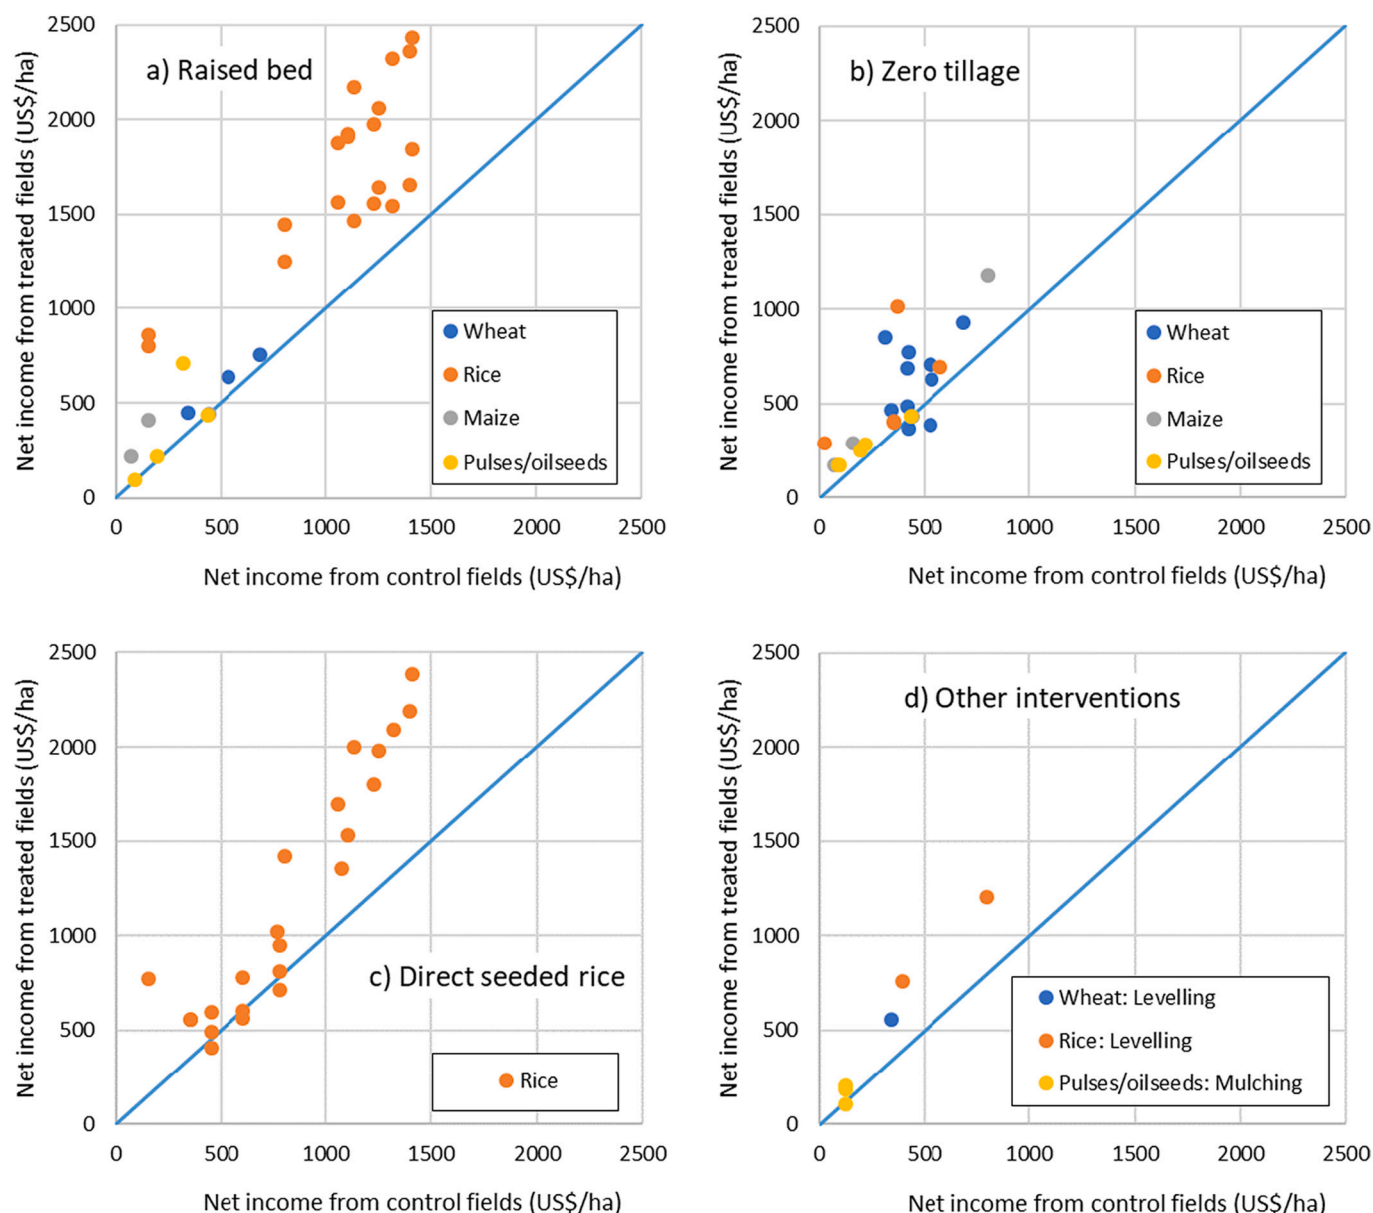 a) Raised bed
Net income from treated fields (US$/ha)
2500
2000
1500
1000
500
0
0 500 1000 1500 2000 2500
Net income from control fields (US$/ha)
Wheat
Rice
Maize
Pulses/oilseeds
b) Zero tillage
Net income from treated fields (US$/ha)
2500
2000
1500
1000
500
0
0 500 1000 1500 2000 2500
Net income from control fields (US$/ha)
Wheat
Rice
Maize
Pulses/oilseeds
c) Direct seeded rice
Net income from treated fields (US$/ha)
2500
2000
1500
1000
500
0
0 500 1000 1500 2000 2500
Net income from control fields (US$/ha)
Rice
d) Other interventions
Net income from treated fields (US$/ha)
2500
2000
1500
1000
500
0
0 500 1000 1500 2000 2500
Net income from control fields (US$/ha)
Wheat: Levelling
Rice: Levelling
Pulses/oilseeds: Mulching